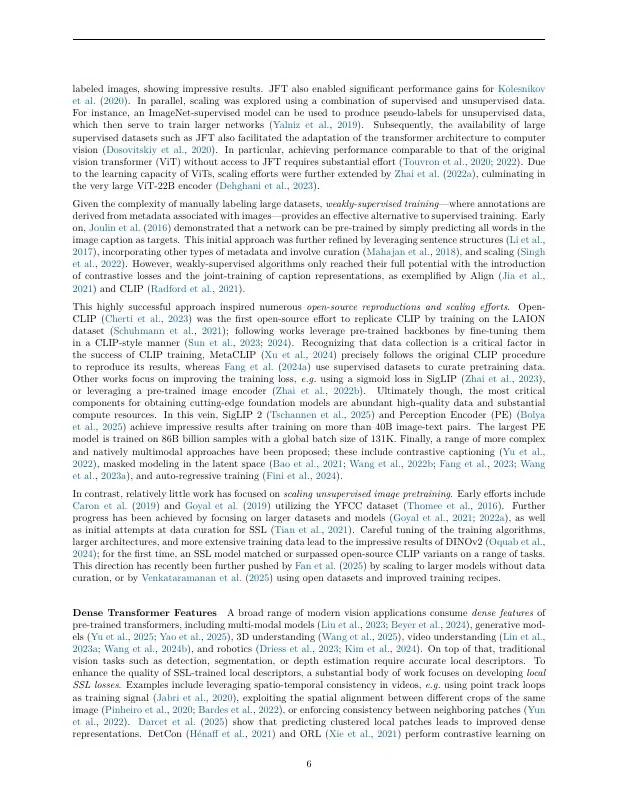 labeled images, showing impressive results. JFT also enabled significant performance gains for Kolesnikov
et al. (2020). In parallel, scaling was explored using a combination of supervised and unsupervised data.
For instance, an ImageNet-supervised model can be used to produce pseudo-labels for unsupervised data,
which then serve to train larger networks (Yalniz et al., 2019). Subsequently, the availability of large
supervised datasets such as JFT also facilitated the adaptation of the transformer architecture to computer
vision (Dosovitskiy et al., 2020). In particular, achieving performance comparable to that of the original
vision transformer (ViT) without access to JFT requires substantial effort (Touvron et al., 2020; 2022). Due
to the learning capacity of ViTs, scaling efforts were further extended by Zhai et al. (2022a), culminating in
the very large ViT-22B encoder (Dehghani et al., 2023).
Given the complexity of manually labeling large datasets, weakly-supervised training—where annotations are
derived from metadata associated with images—provides an effective alternative to supervised training. Early
on, Joulin et al. (2016) demonstrated that a network can be pre-trained by simply predicting all words in the
image caption as targets. This initial approach was further refined by leveraging sentence structures (Li et al.,
2017), incorporating other types of metadata and involve curation (Mahajan et al., 2018), and scaling (Singh
et al., 2022). However, weakly-supervised algorithms only reached their full potential with the introduction
of contrastive losses and the joint-training of caption representations, as exemplified by Align (Jia et al.,
2021) and CLIP (Radford et al., 2021).
This highly successful approach inspired numerous open-source reproductions and scaling efforts. Open-
CLIP (Cherti et al., 2023) was the first open-source effort to replicate CLIP by training on the LAION
dataset (Schuhmann et al., 2021); following works leverage pre-trained backbones by fine-tuning them
in a CLIP-style manner (Sun et al., 2023; 2024). Recognizing that data collection is a critical factor in
the success of CLIP training, MetaCLIP (Xu et al., 2024) precisely follows the original CLIP procedure
to reproduce its results, whereas Fang et al. (2024a) use supervised datasets to curate pretraining data.
Other works focus on improving the training loss, e.g. using a sigmoid loss in SigLIP (Zhai et al., 2023),
or leveraging a pre-trained image encoder (Zhai et al., 2022b). Ultimately though, the most critical
components for obtaining cutting-edge foundation models are abundant high-quality data and substantial
compute resources. In this vein, SigLIP 2 (Tschannen et al., 2025) and Perception Encoder (PE) (Bolya
et al., 2025) achieve impressive results after training on more than 40B image-text pairs. The largest PE
model is trained on 86B billion samples with a global batch size of 131K. Finally, a range of more complex
and natively multimodal approaches have been proposed; these include contrastive captioning (Yu et al.,
2022), masked modeling in the latent space (Bao et al., 2021; Wang et al., 2022b; Fang et al., 2023; Wang
et al., 2023a), and auto-regressive training (Fini et al., 2024).
In contrast, relatively little work has focused on scaling unsupervised image pretraining. Early efforts include
Caron et al. (2019) and Goyal et al. (2019) utilizing the YFCC dataset (Thomee et al., 2016). Further
progress has been achieved by focusing on larger datasets and models (Goyal et al., 2021; 2022a), as well
as initial attempts at data curation for SSL (Tian et al., 2021). Careful tuning of the training algorithms,
larger architectures, and more extensive training data lead to the impressive results of DINOv2 (Oquab et al.,
2024); for the first time, an SSL model matched or surpassed open-source CLIP variants on a range of tasks.
This direction has recently been further pushed by Fan et al. (2025) by scaling to larger models without data
curation, or by Venkataramanan et al. (2025) using open datasets and improved training recipes.
Dense Transformer Features A broad range of modern vision applications consume dense features of
pre-trained transformers, including multi-modal models (Liu et al., 2023; Beyer et al., 2024), generative mod-
els (Yu et al., 2025; Yao et al., 2025), 3D understanding (Wang et al., 2025), video understanding (Lin et al.,
2023a; Wang et al., 2024b), and robotics (Driess et al., 2023; Kim et al., 2024). On top of that, traditional
vision tasks such as detection, segmentation, or depth estimation require accurate local descriptors. To
enhance the quality of SSL-trained local descriptors, a substantial body of work focuses on developing local
SSL losses. Examples include leveraging spatio-temporal consistency in videos, e.g. using point track loops
as training signal (Jabri et al., 2020), exploiting the spatial alignment between different crops of the same
image (Pinheiro et al., 2020; Bardes et al., 2022), or enforcing consistency between neighboring patches (Yun
et al., 2022). Darcet et al. (2025) show that predicting clustered local patches leads to improved dense
representations. DetCon (Hénaff et al., 2021) and ORL (Xie et al., 2021) perform contrastive learning on
6